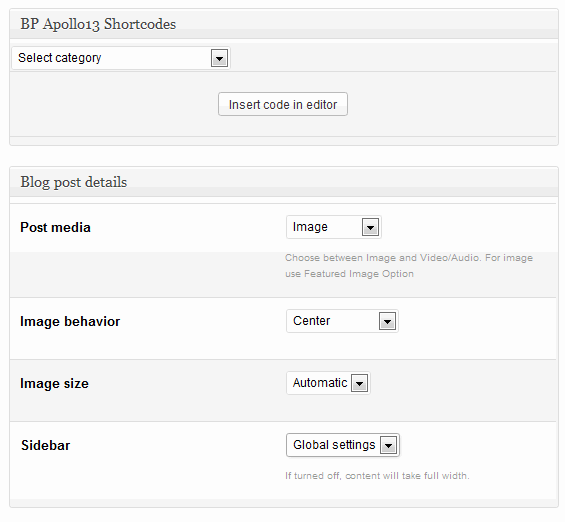 BP Apollo13 Shortcodes
Select category
Insert code in editor
Blog post details
Post media
Image
Choose between Image and Video/Audio. For image
use Featured Image Option
Image behavior
Center
Image size
Automatic
Sidebar
Global settings
If turned off, content will take full width.